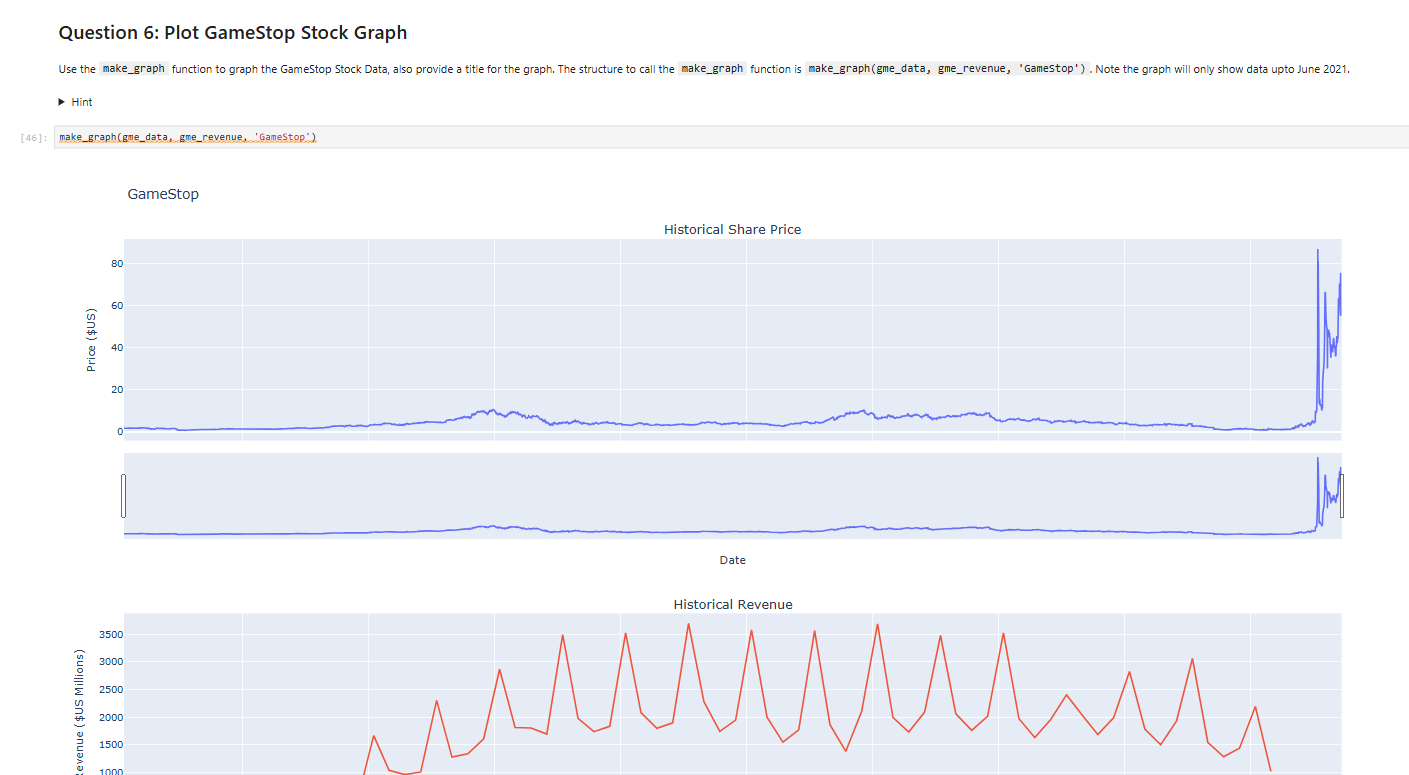 Question 6: Plot GameStop Stock Graph
Use the make_graph function to graph the GameStop Stock Data, also provide a title for the graph. The structure to call the make_graph function is make_graph(gme_data, gme_revenue, 'GameStop') . Note the graph will only show data upto June 2021.
Hint
[46]: make_graph(gme_data, gme_revenue, 'GameStop')
GameStop
Historical Share Price
80
60
40
20
0
Price ($US)
Date
Historical Revenue
3500
3000
2500
2000
1500
1000
Revenue ($US Millions)